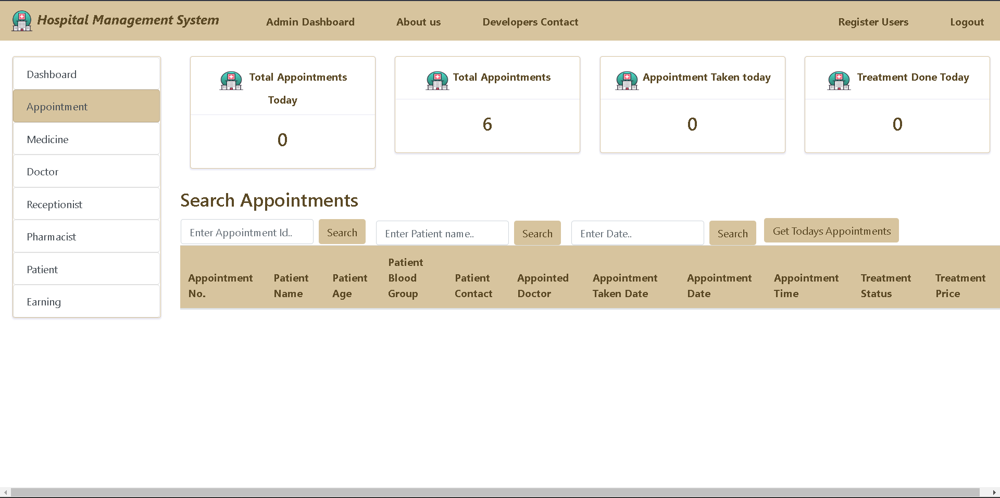 Hospital Management System
Admin Dashboard
About us
Developers Contact
Register Users
Logout
Dashboard
Appointment
Medicine
Doctor
Receptionist
Pharmacist
Patient
Earning
Total Appointments
Today
0
Total Appointments
6
Appointment Taken today
0
Treatment Done Today
0
Search Appointments
Enter Appointment Id..
Search
Enter Patient name..
Search
Enter Date..
Search
Get Todays Appointments
Appointment
No.
Patient
Name
Patient
Age
Patient
Blood
Group
Patient
Contact
Appointed
Doctor
Appointment
Taken Date
Appointment
Date
Appointment
Time
Treatment
Status
Treatment
Price